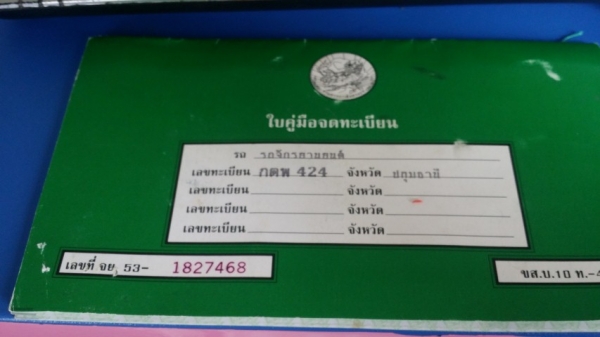 ใบคู่มือจดทะเบียน
รถ รถจักรยานยนต์
เลขทะเบียน กตพ 424 จังหวัด ปทุมธานี
เลขทะเบียน จังหวัด
เลขทะเบียน จังหวัด
เลขทะเบียน จังหวัด
เลขที่ จย 53- 1827468
ขส.บ.10 ท.-4